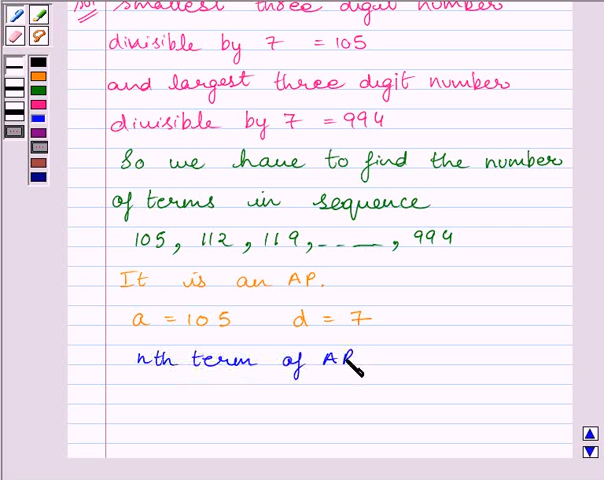 Sol smallest three digit number
divisible by 7 = 105
and largest three digit number
divisible by 7 = 994
So we have to find the number
of terms in sequence
105, 112, 119, - - —, 994
It is an AP.
a = 105 d = 7
nth term of AP